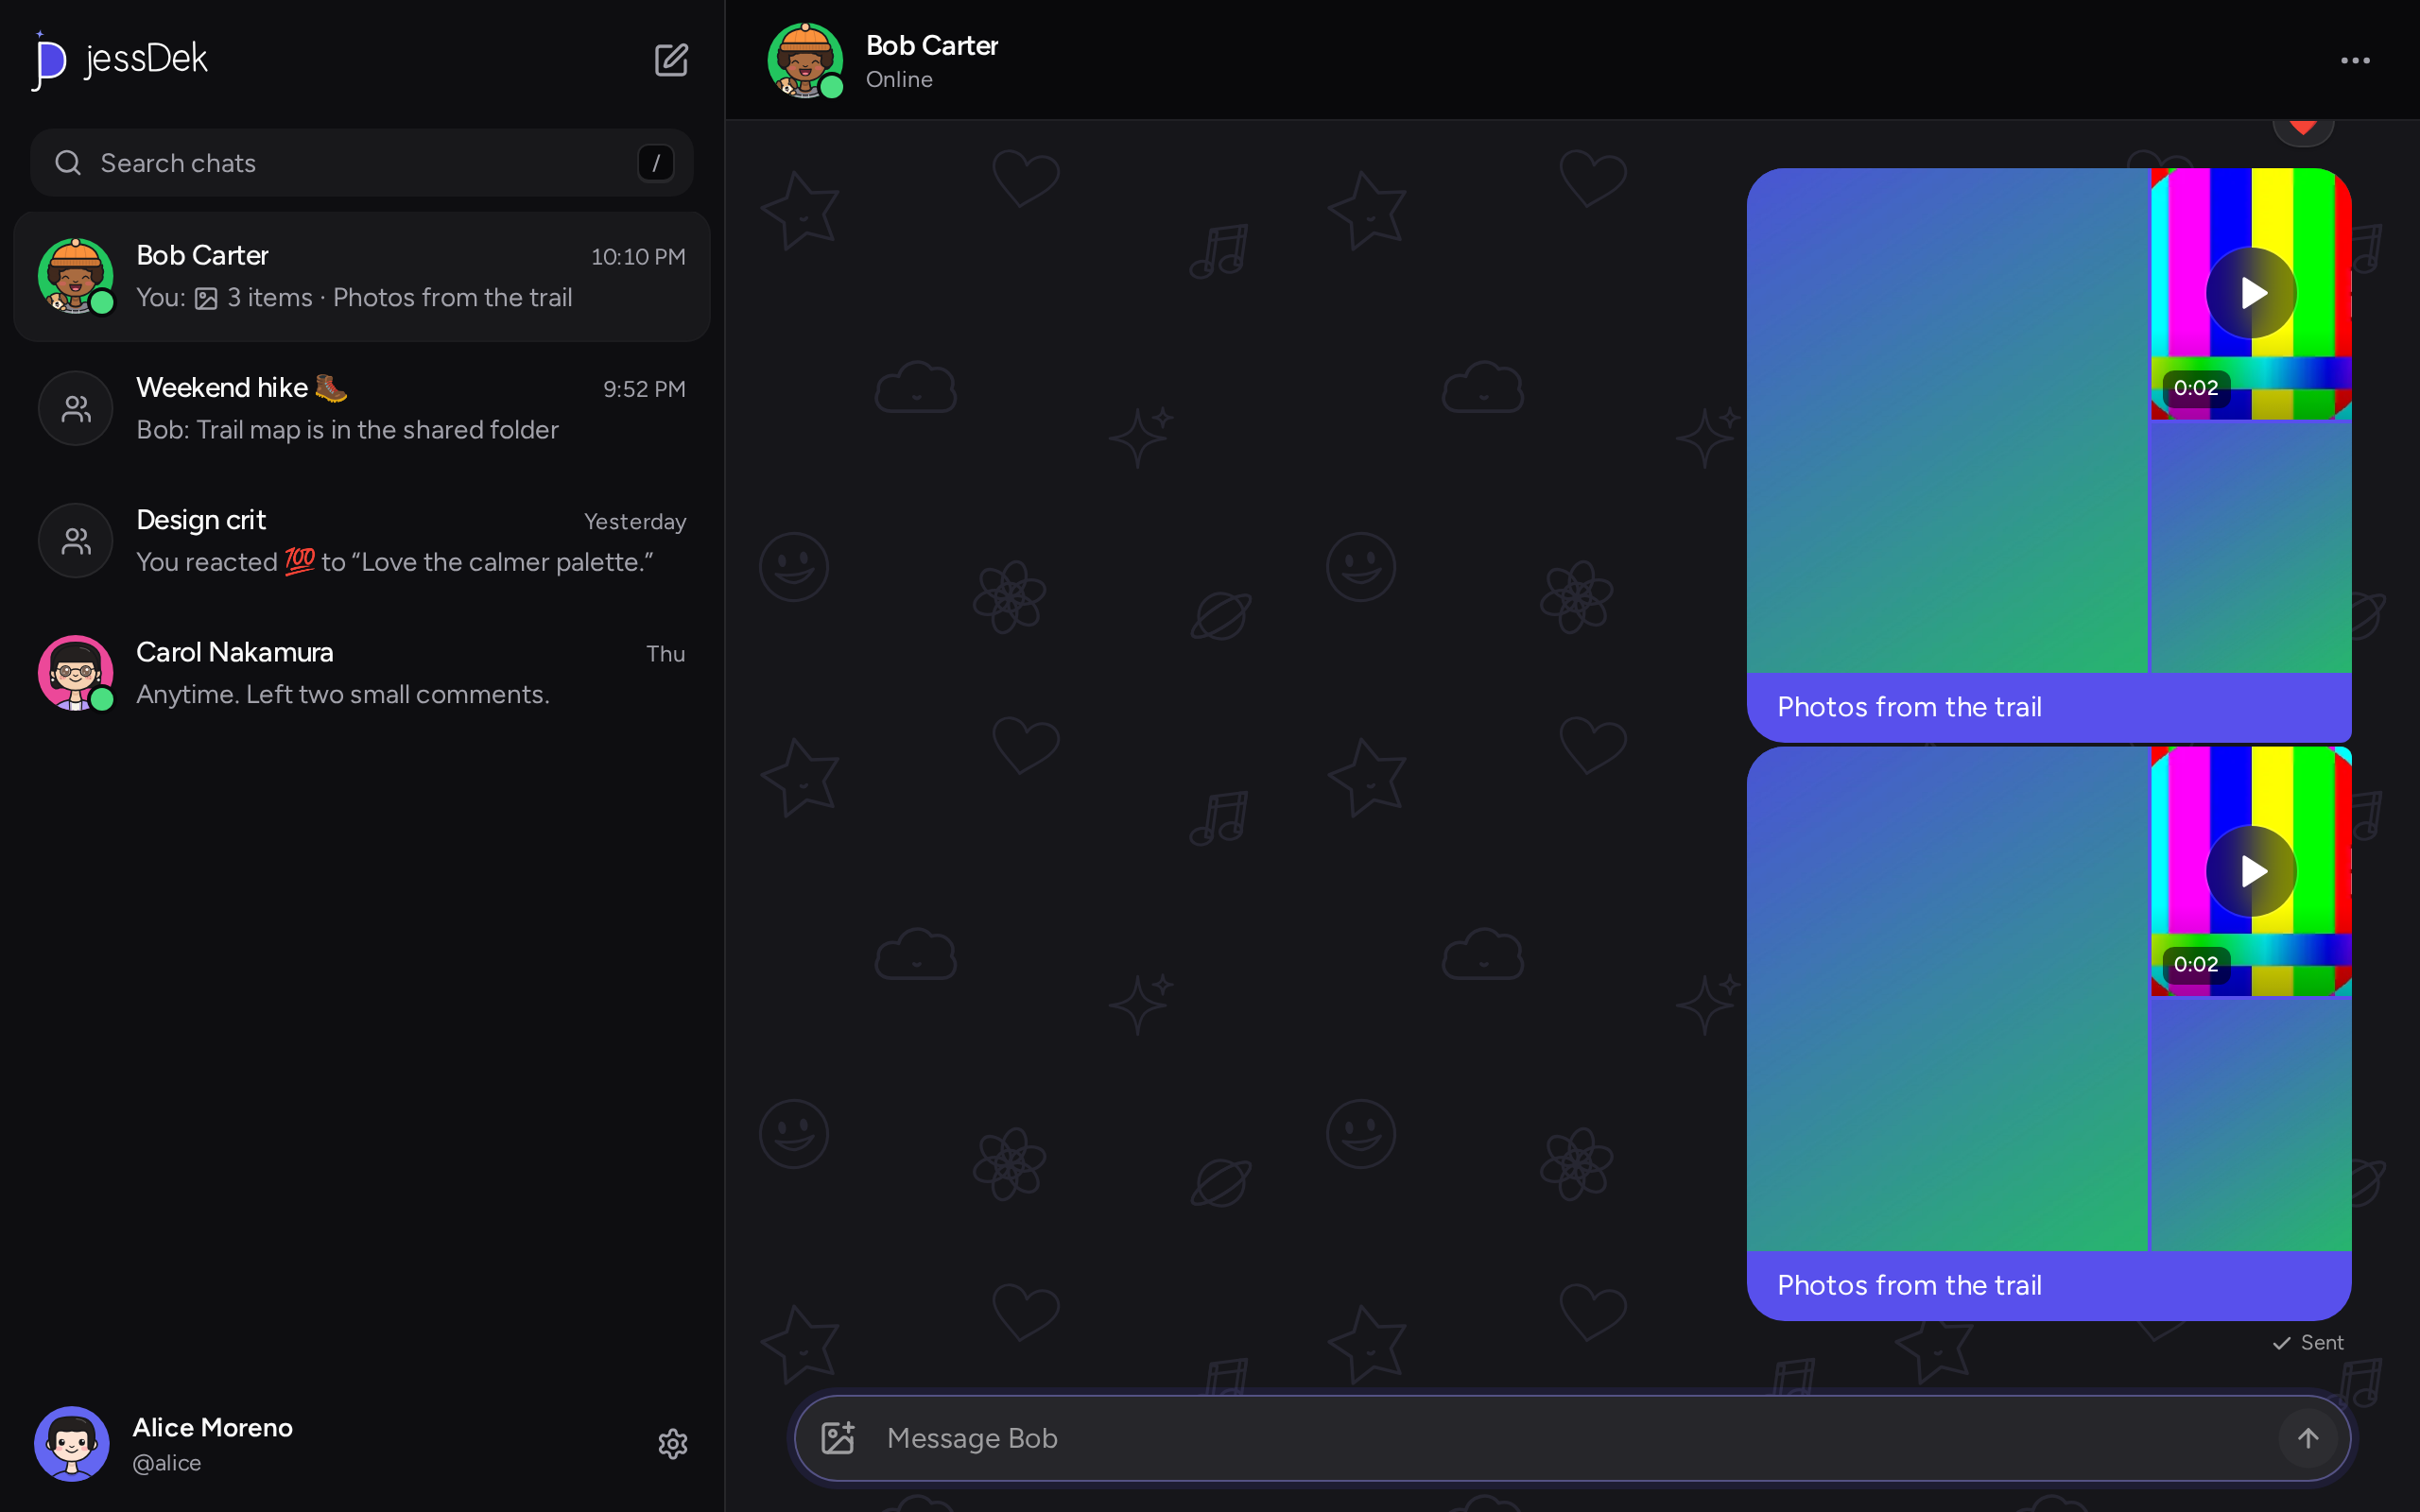 jessDek
Search chats
/
Bob Carter
10:10 PM
You: 3 items · Photos from the trail
Weekend hike 🥾
9:52 PM
Bob: Trail map is in the shared folder
Design crit
Yesterday
You reacted 💯 to “Love the calmer palette.”
Carol Nakamura
Thu
Anytime. Left two small comments.
Alice Moreno
@alice
Bob Carter
Online
0:02
Photos from the trail
0:02
Photos from the trail
Sent
Message Bob